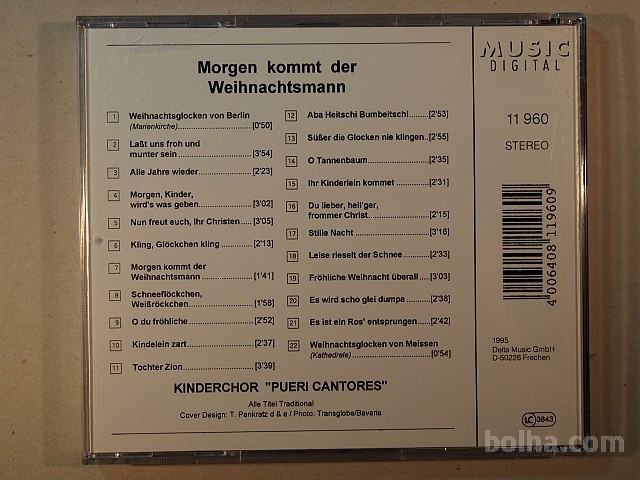 Morgen kommt der
Weihnachtsmann
1 Weihnachtsglocken von Berlin
(Marienkirche) [0'50]
2 Laßt uns froh und
munter sein [3'54]
3 Alle Jahre wieder [2'23]
4 Morgen, Kinder,
wird's was geben [3'02]
5 Nun freut euch, Ihr Christen [3'05]
6 Kling, Glöckchen kling [2'13]
7 Morgen kommt der
Weihnachtsmann [1'41]
8 Schneeflöckchen,
Weißröckchen [1'58]
9 O du fröhliche [2'52]
10 Kindelein zart [2'37]
11 Tochter Zion [3'39]
12 Aba Heitschi Bumbeitschi [2'53]
13 Süßer die Glocken nie klingen [2'55]
14 O Tannenbaum [2'35]
15 Ihr Kinderlein kommet [2'31]
16 Du lieber, heil'ger,
frommer Christ [2'15]
17 Stille Nacht [3'16]
18 Leise rieselt der Schnee [2'33]
19 Fröhliche Weihnacht überall [3'03]
20 Es wird scho glei dumpa [2'38]
21 Es ist ein Ros' entsprungen [2'42]
22 Weihnachtsglocken von Meissen
(Kathedrale) [0'54]
KINDERCHOR "PUERI CANTORES"
Alle Titel Traditional
Cover Design: T. Pankratz d & a / Photo: Transglobe/Bavaria
MUSIC
DIGITAL
11 960
STEREO
4 006408 119609
1995
Delta Music GmbH
D-50226 Frechen
LC 3843
bolha.com